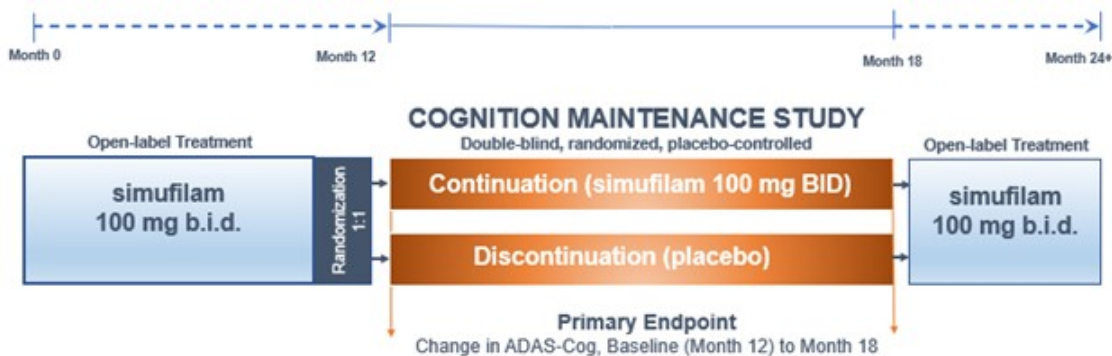 Month 0
Month 12
Month 18
Month 24+
COGNITION MAINTENANCE STUDY
Double-blind, randomized, placebo-controlled
Open-label Treatment
simufilam
100 mg b.i.d.
Randomization
1:1
Continuation (simufilam 100 mg BID)
Discontinuation (placebo)
Open-label Treatment
simufilam
100 mg b.i.d.
Primary Endpoint
Change in ADAS-Cog, Baseline (Month 12) to Month 18